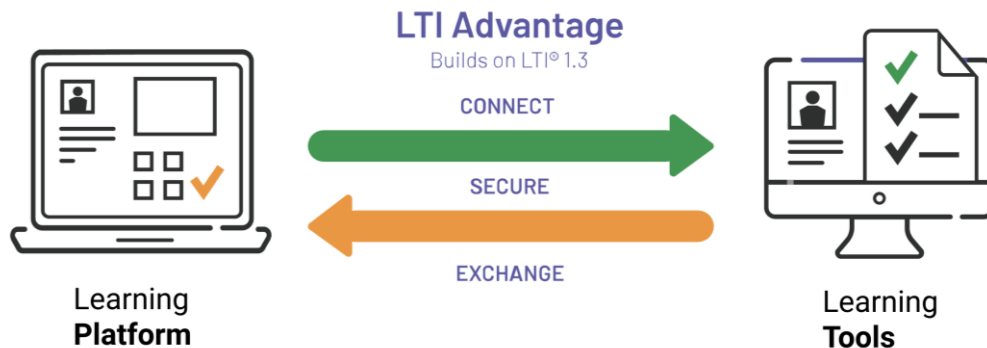 LTI Advantage
Builds on LTI® 1.3
CONNECT
SECURE
EXCHANGE
Learning
Platform
Learning
Tools